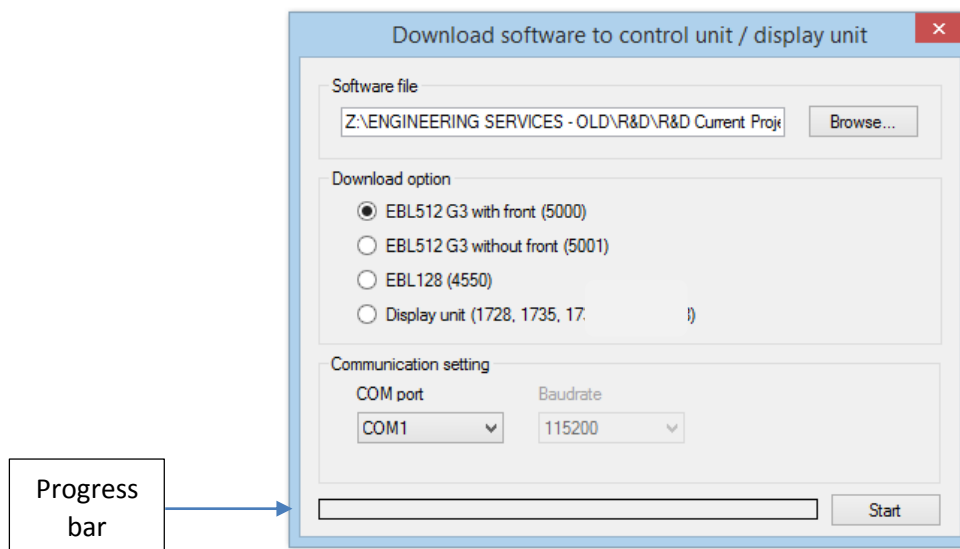 Download software to control unit / display unit
Software file
Z:\ENGINEERING SERVICES - OLD\R&D\R&D Current Proje
Browse...
Download option
EBL512 G3 with front (5000)
EBL512 G3 without front (5001)
EBL128 (4550)
Display unit (1728, 1735,
Communication setting
COM port Baudrate
COM1 115200
Progress
bar
Start